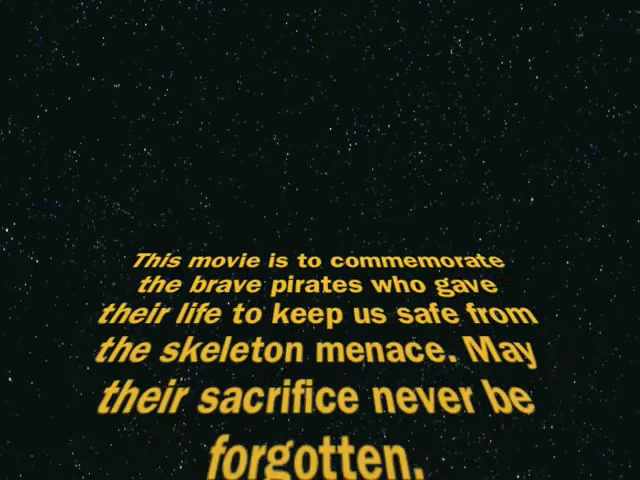 This movie is to commemorate
the brave pirates who gave
their life to keep us safe from
the skeleton menace. May
their sacrifice never be
forgotten.